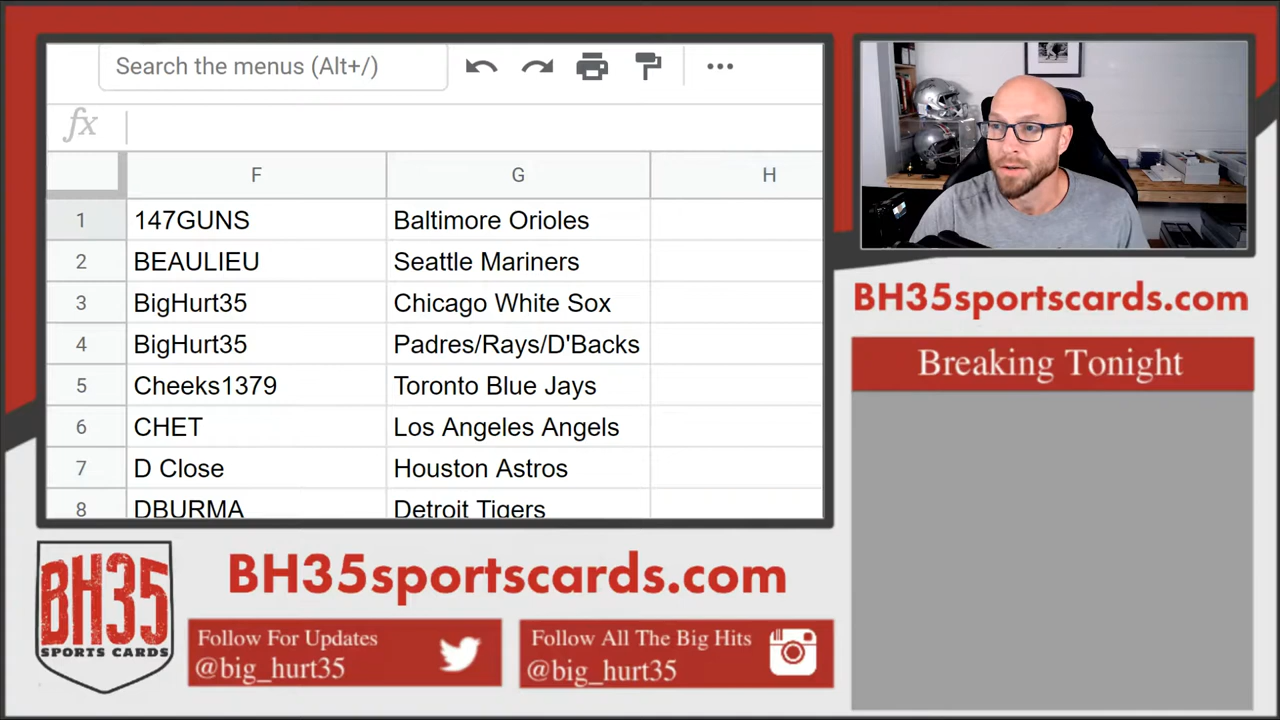 Search the menus (Alt+/)
fx
F G H
1 147GUNS Baltimore Orioles
2 BEAULIEU Seattle Mariners
3 BigHurt35 Chicago White Sox
4 BigHurt35 Padres/Rays/D'Backs
5 Cheeks1379 Toronto Blue Jays
6 CHET Los Angeles Angels
7 D Close Houston Astros
8 DBURMA Detroit Tigers
BH35sportscards.com
Breaking Tonight
BH35
SPORTS CARDS
BH35sportscards.com
Follow For Updates
@big_hurt35
Follow All The Big Hits
@big_hurt35